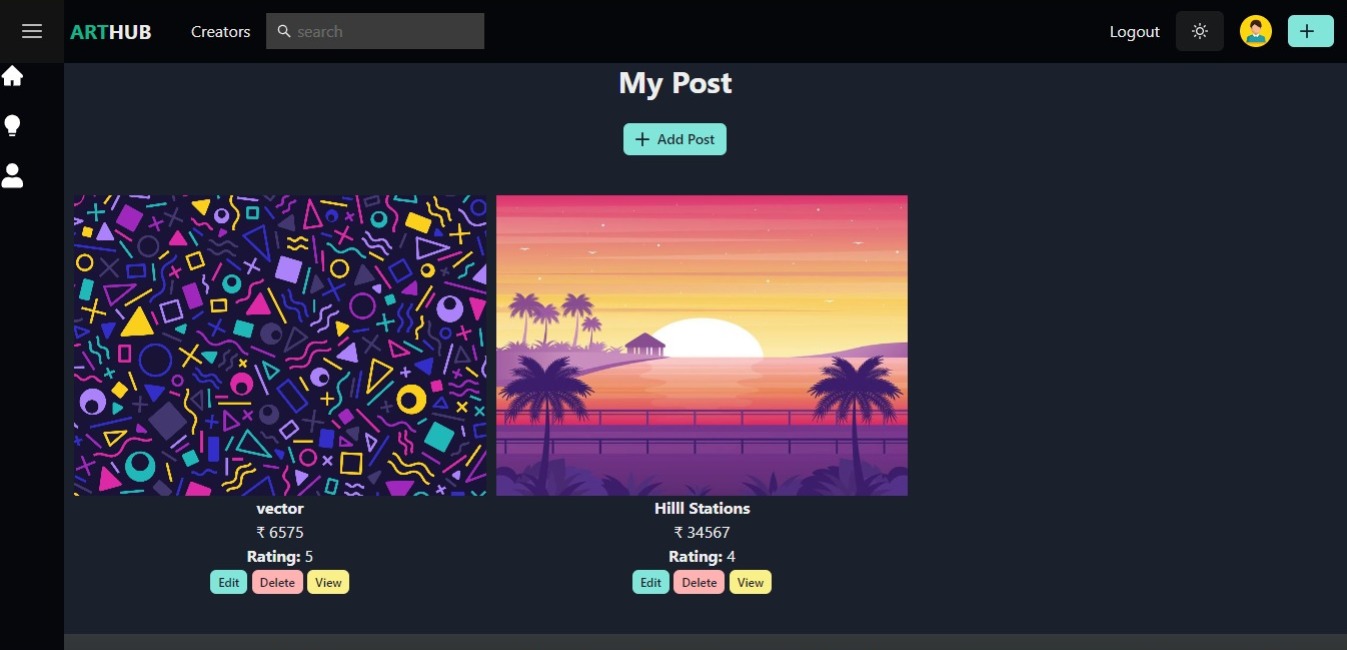 ARTHUB Creators search Logout
My Post
Add Post
vector
₹ 6575
Rating: 5
Edit Delete View
Hilll Stations
₹ 34567
Rating: 4
Edit Delete View